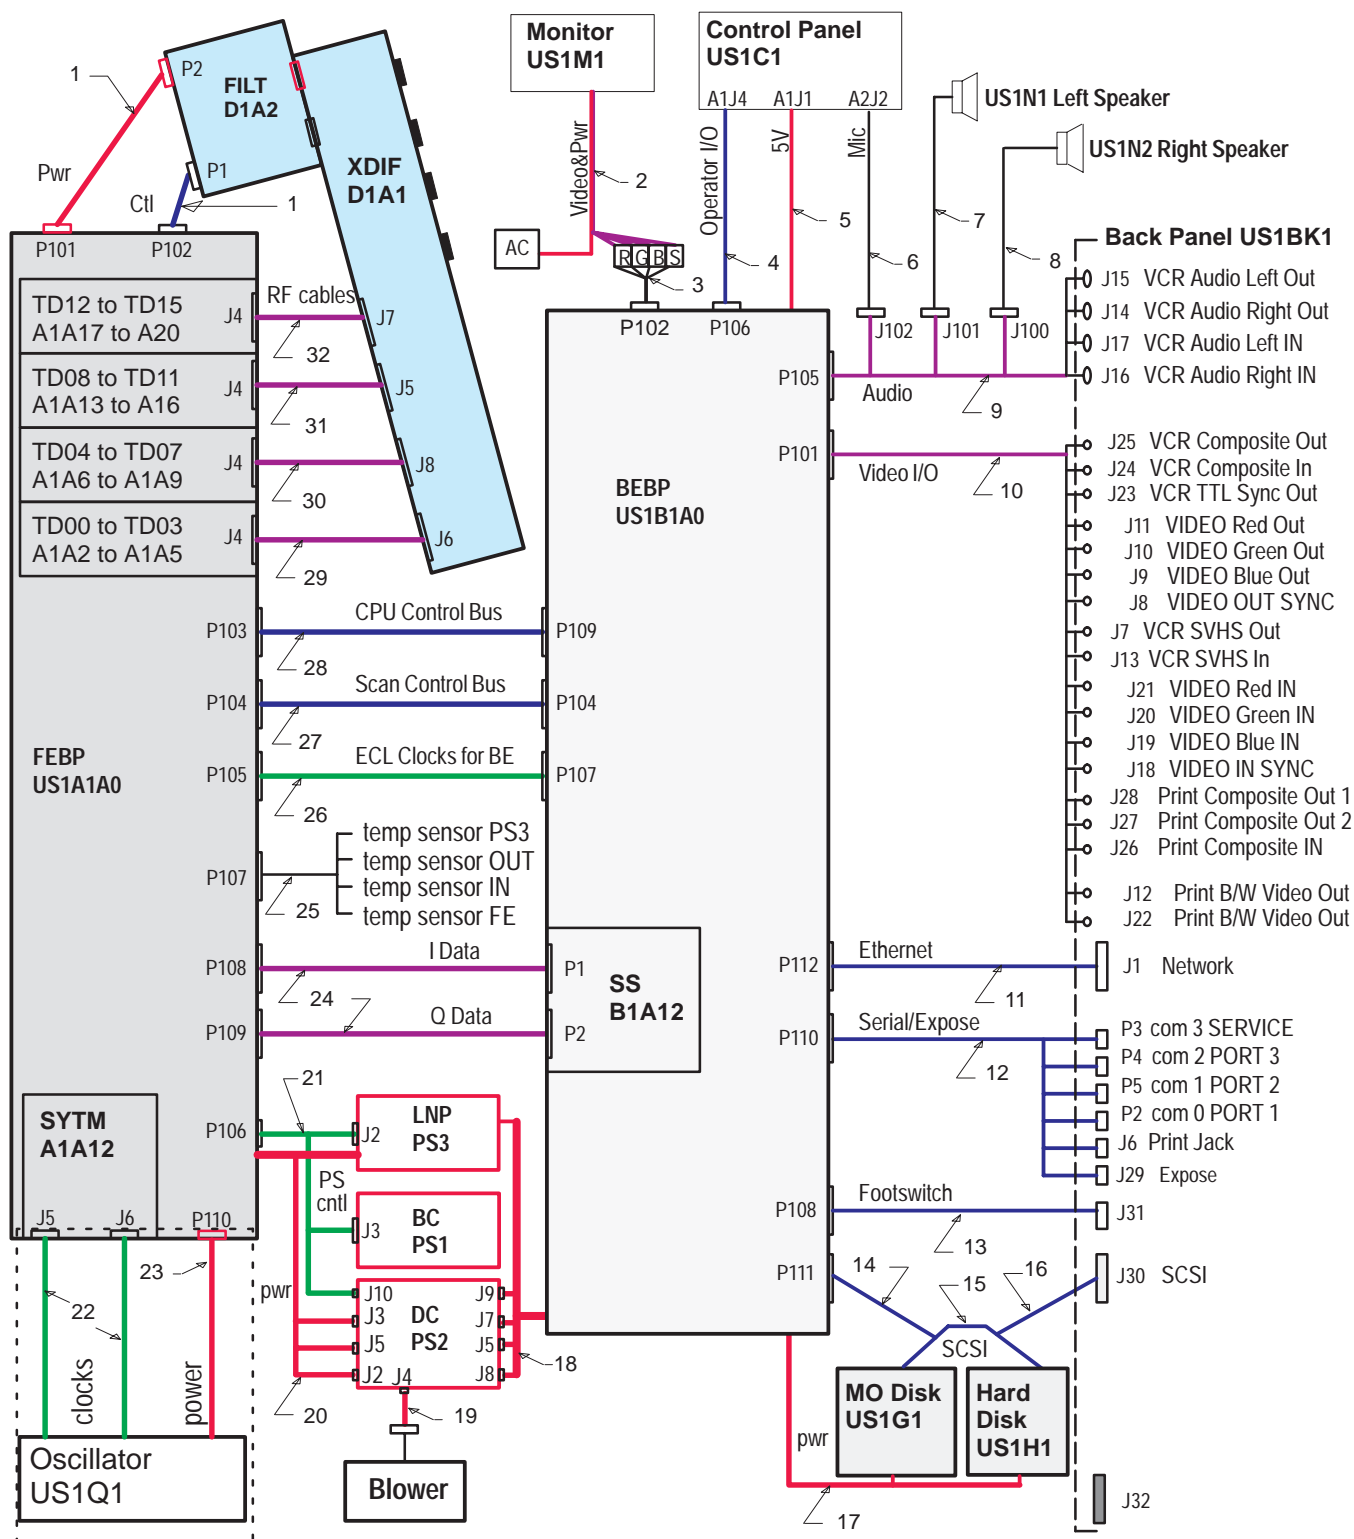 Monitor
US1M1
Control Panel
US1C1
A1J4 A1J1 A2J2
US1N1 Left Speaker
US1N2 Right Speaker
1
P2
FILT
D1A2
XDIF
D1A1
P1
Pwr
Ctl
1
P101
P102
Video&Pwr
2
Operator I/O
5V
Mic
AC
R G B S
3
4
5
6
7
8
P102
P106
J102
J101
J100
Back Panel US1BK1
J15 VCR Audio Left Out
J14 VCR Audio Right Out
J17 VCR Audio Left IN
J16 VCR Audio Right IN
TD12 to TD15
A1A17 to A20
J4
RF cables
J7
32
TD08 to TD11
A1A13 to A16
J4
J5
31
TD04 to TD07
A1A6 to A1A9
J4
J8
30
TD00 to TD03
A1A2 to A1A5
J4
J6
29
P105
Audio
9
P101
Video I/O
10
J25 VCR Composite Out
J24 VCR Composite In
J23 VCR TTL Sync Out
J11 VIDEO Red Out
J10 VIDEO Green Out
J9 VIDEO Blue Out
J8 VIDEO OUT SYNC
J7 VCR SVHS Out
J13 VCR SVHS In
J21 VIDEO Red IN
J20 VIDEO Green IN
J19 VIDEO Blue IN
J18 VIDEO IN SYNC
J28 Print Composite Out 1
J27 Print Composite Out 2
J26 Print Composite IN
J12 Print B/W Video Out
J22 Print B/W Video Out
BEBP
US1B1A0
FEBP
US1A1A0
P103
CPU Control Bus
P109
28
P104
Scan Control Bus
P104
27
P105
ECL Clocks for BE
P107
26
P107
25
temp sensor PS3
temp sensor OUT
temp sensor IN
temp sensor FE
P108
I Data
P1
24
P109
Q Data
P2
SS
B1A12
P112
Ethernet
11
J1 Network
P110
Serial/Expose
12
P3 com 3 SERVICE
P4 com 2 PORT 3
P5 com 1 PORT 2
P2 com 0 PORT 1
J6 Print Jack
J29 Expose
P108
Footswitch
13
J31
P111
14
15
16
J30 SCSI
SCSI
MO Disk
US1G1
Hard
Disk
US1H1
pwr
17
J32
SYTM
A1A12
P106
21
J2
LNP
PS3
PS
cntl
J3
BC
PS1
J5
J6
P110
23
22
clocks
power
pwr
J10
J3
J5
J2
J4
DC
PS2
J9
J7
J5
J8
18
20
19
Oscillator
US1Q1
Blower